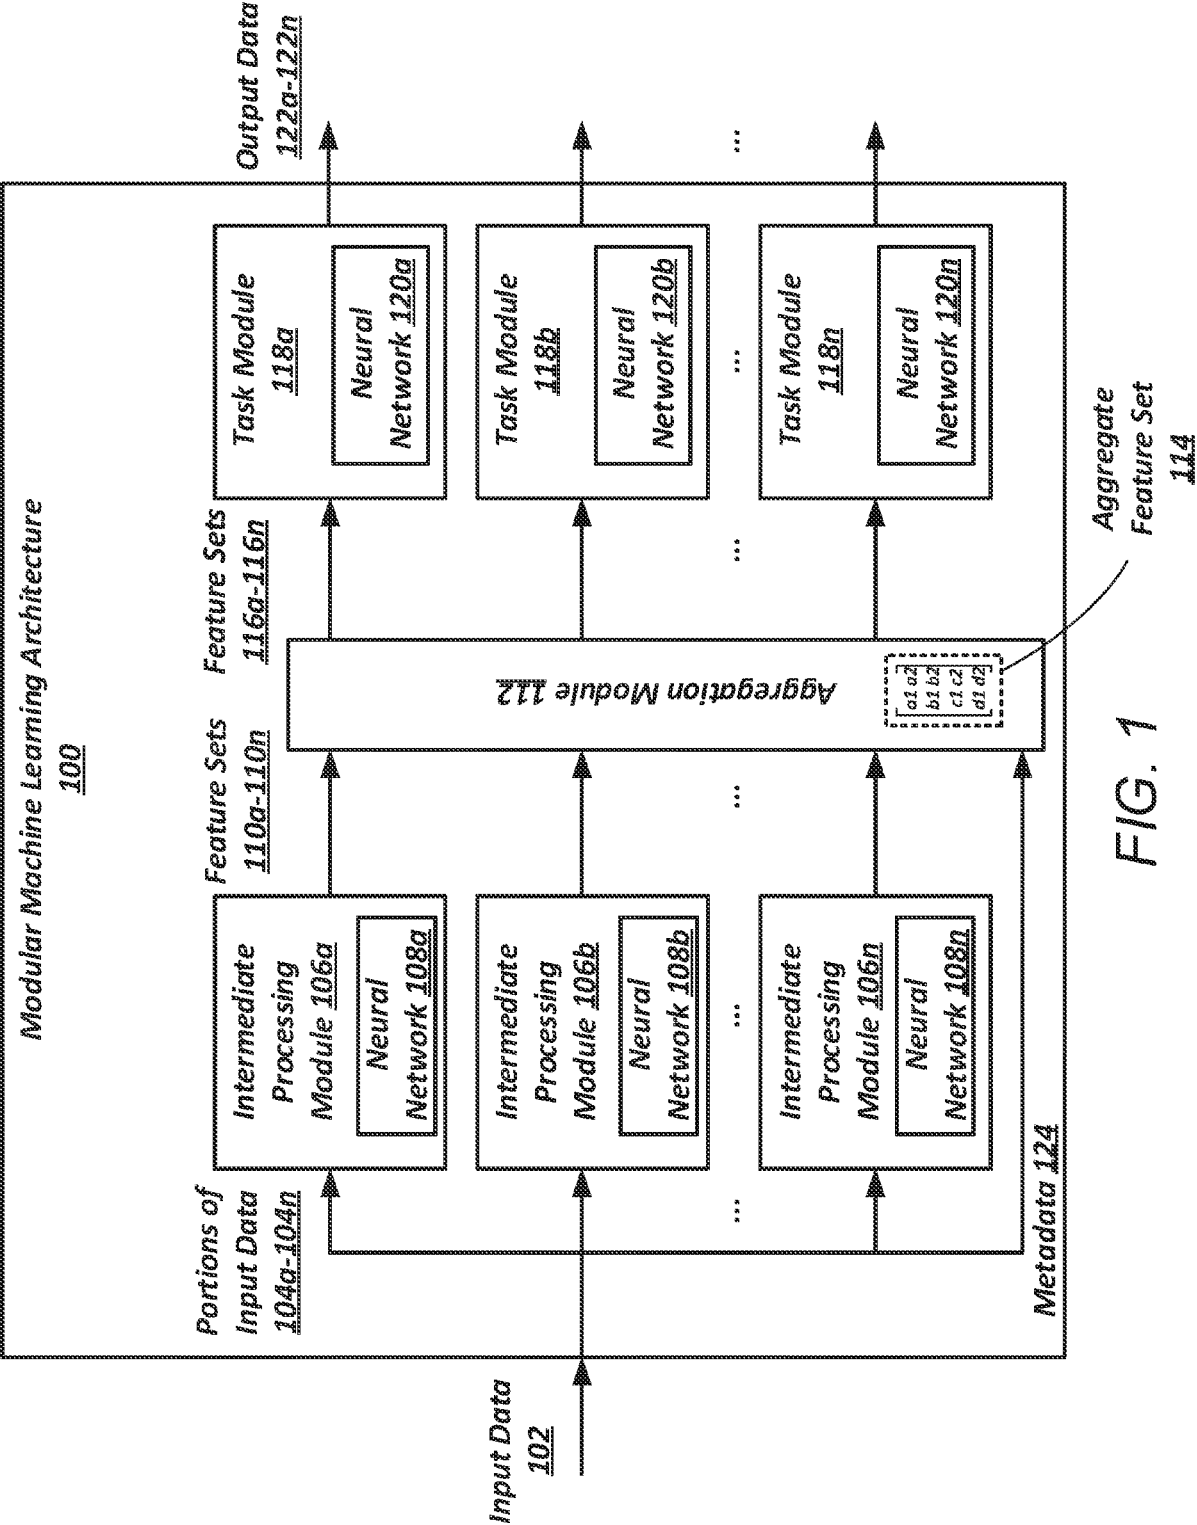 Modular Machine Learning Architecture
100
Input Data
102
Portions of
Input Data
104a-104n
Intermediate
Processing
Module 106a
Neural
Network 108a
Intermediate
Processing
Module 106b
Neural
Network 108b
...
...
Intermediate
Processing
Module 106n
Neural
Network 108n
Metadata 124
Feature Sets
110a-110n
...
Aggregation Module 112
a1 a2
b1 b2
c1 c2
d1 d2
Aggregate
Feature Set
114
Feature Sets
116a-116n
...
Task Module
118a
Neural
Network 120a
Task Module
118b
Neural
Network 120b
...
Task Module
118n
Neural
Network 120n
Output Data
122a-122n
...
FIG. 1